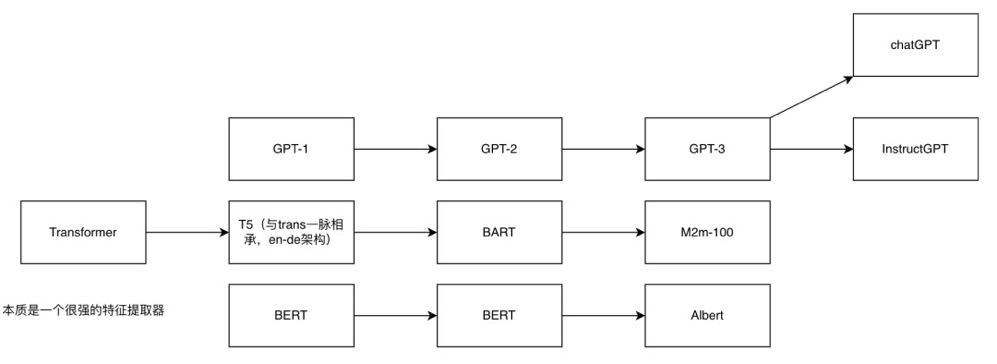 chatGPT
GPT-1
GPT-2
GPT-3
InstructGPT
Transformer
T5（与trans一脉相
承，en-de架构）
BART
M2m-100
本质是一个很强的特征提取器
BERT
BERT
Albert